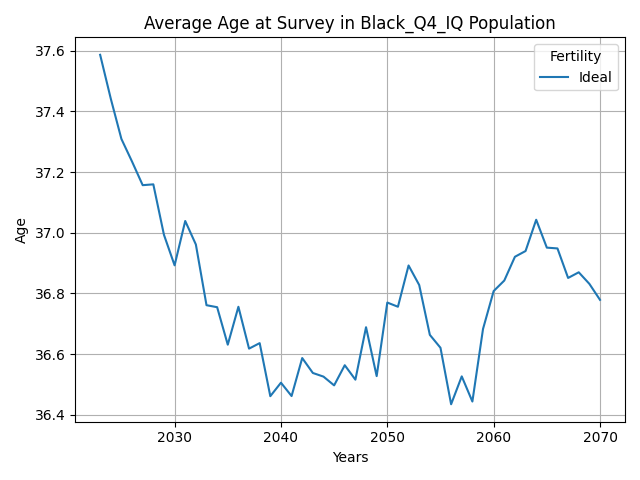 Average Age at Survey in Black_Q4_IQ Population
Fertility
Ideal
Age
37.6
37.4
37.2
37.0
36.8
36.6
36.4
2030 2040 2050 2060 2070
Years